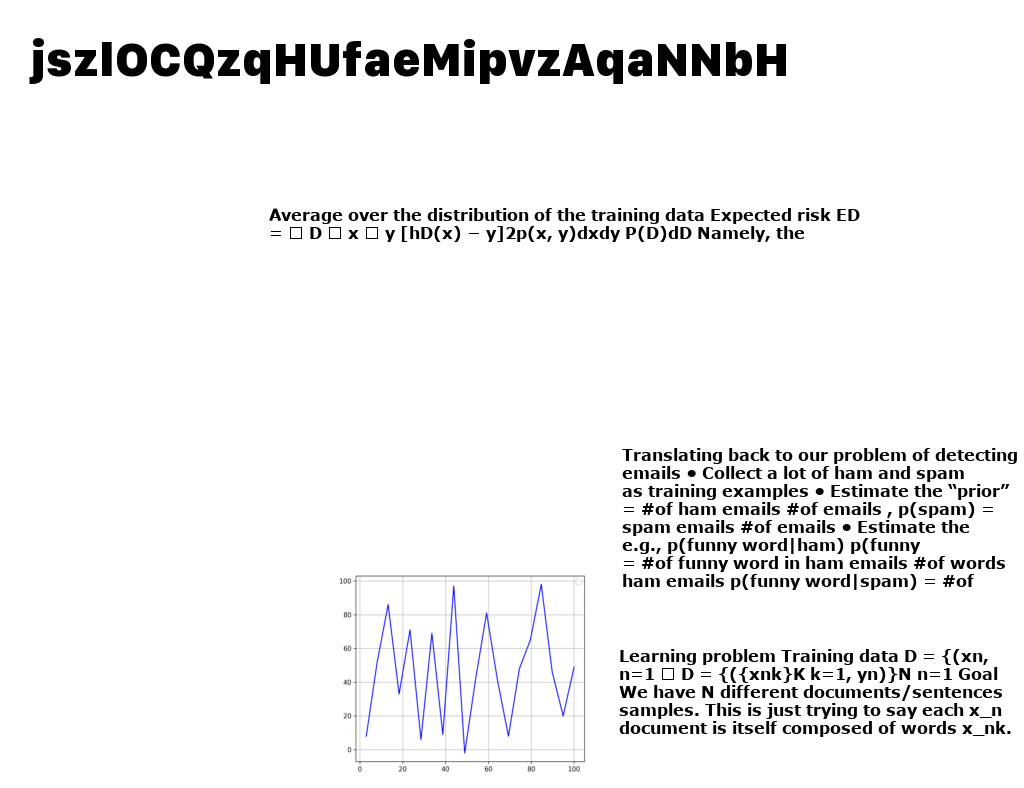 jszlOCQzqHUfaeMipvzAqaNNbH
Average over the distribution of the training data Expected risk ED
= □ D □ x □ y [hD(x) − y]2p(x, y)dxdy P(D)dD Namely, the
Translating back to our problem of detecting
emails • Collect a lot of ham and spam
as training examples • Estimate the “prior”
= #of ham emails #of emails , p(spam) =
spam emails #of emails • Estimate the
e.g., p(funny word|ham) p(funny
= #of funny word in ham emails #of words
ham emails p(funny word|spam) = #of
100
80
60
40
20
0
0 20 40 60 80 100
Learning problem Training data D = {(xn,
n=1 □ D = {({xnk}K k=1, yn)}N n=1 Goal
We have N different documents/sentences
samples. This is just trying to say each x_n
document is itself composed of words x_nk.